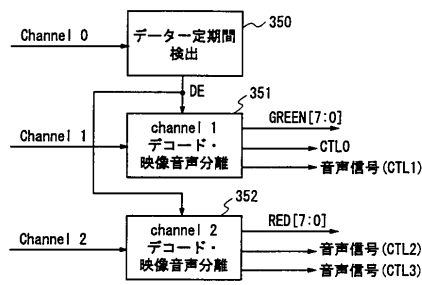 350
Channel 0
データー定期間
検出
DE
351
Channel 1
channel 1
デコード・
映像音声分離
GREEN[7:0]
CTL0
音声信号(CTL1)
352
Channel 2
channel 2
デコード・
映像音声分離
RED[7:0]
音声信号(CTL2)
音声信号(CTL3)